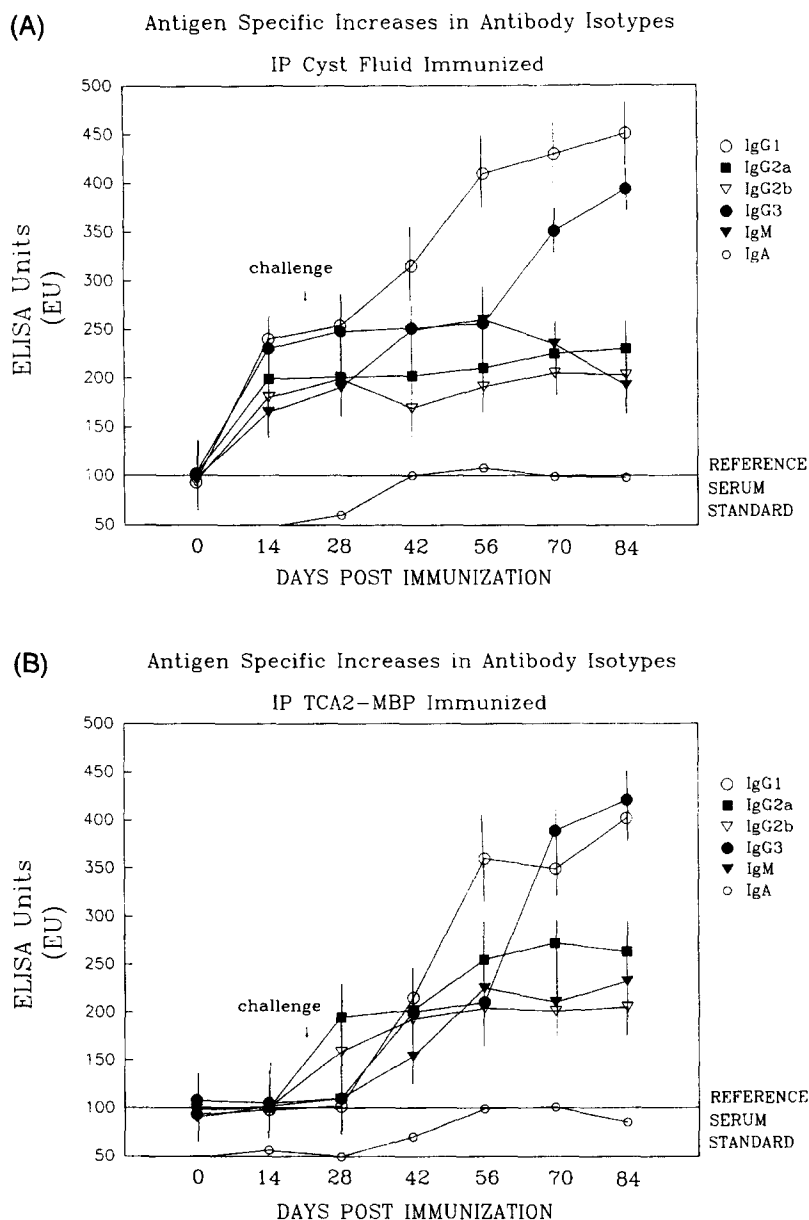 (A)
Antigen Specific Increases in Antibody Isotypes
IP Cyst Fluid Immunized
500
450
400
350
300
250
200
150
100
50
ELISA Units
(EU)
challenge
IgG1
IgG2a
IgG2b
IgG3
IgM
IgA
REFERENCE
SERUM
STANDARD
0 14 28 42 56 70 84
DAYS POST IMMUNIZATION
(B)
Antigen Specific Increases in Antibody Isotypes
IP TCA2-MBP Immunized
500
450
400
350
300
250
200
150
100
50
ELISA Units
(EU)
challenge
IgG1
IgG2a
IgG2b
IgG3
IgM
IgA
REFERENCE
SERUM
STANDARD
0 14 28 42 56 70 84
DAYS POST IMMUNIZATION